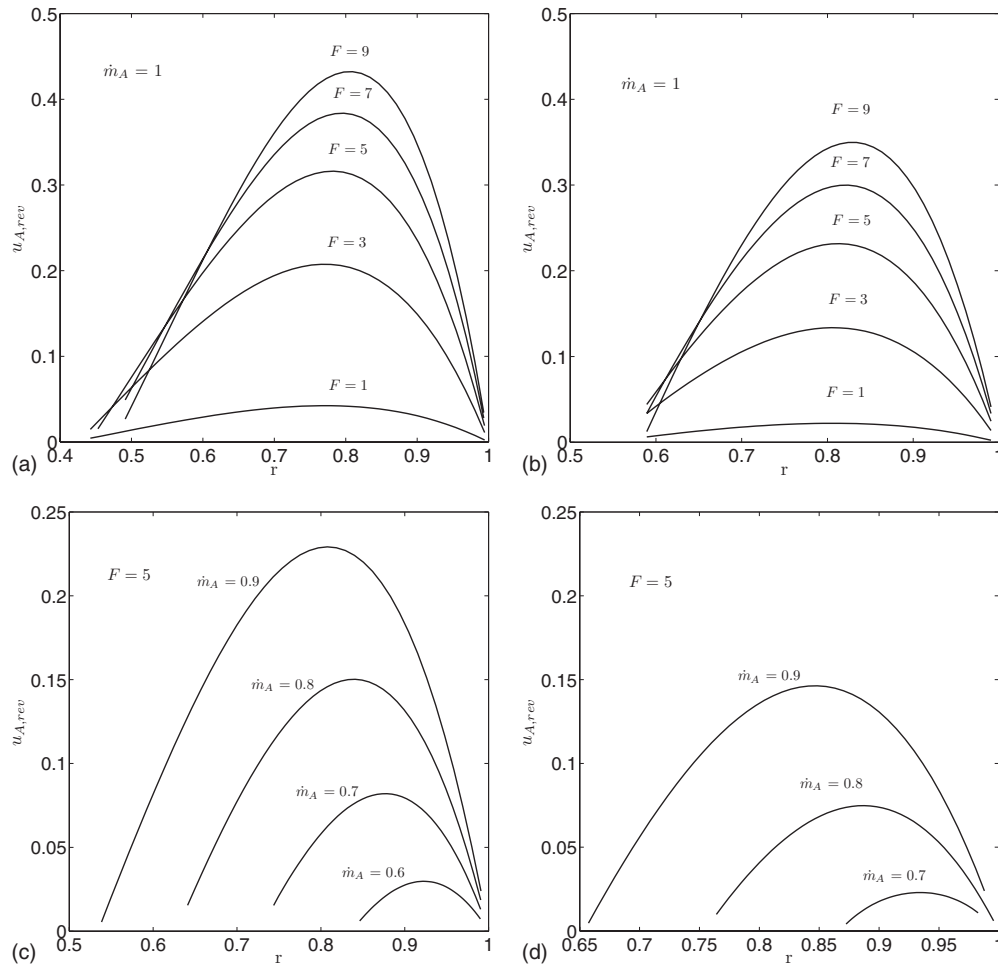 0.5
0.4
0.3
0.2
0.1
0
0.4
0.5
0.6
0.7
0.8
0.9
1
u_{A,rev}
r
(a)
ṁ_A = 1
F = 9
F = 7
F = 5
F = 3
F = 1
0.5
0.4
0.3
0.2
0.1
0
0.5
0.6
0.7
0.8
0.9
1
u_{A,rev}
r
(b)
ṁ_A = 1
F = 9
F = 7
F = 5
F = 3
F = 1
0.25
0.2
0.15
0.1
0.05
0
0.5
0.6
0.7
0.8
0.9
1
u_{A,rev}
r
(c)
F = 5
ṁ_A = 0.9
ṁ_A = 0.8
ṁ_A = 0.7
ṁ_A = 0.6
0.25
0.2
0.15
0.1
0.05
0
0.65
0.7
0.75
0.8
0.85
0.9
0.95
1
u_{A,rev}
r
(d)
F = 5
ṁ_A = 0.9
ṁ_A = 0.8
ṁ_A = 0.7